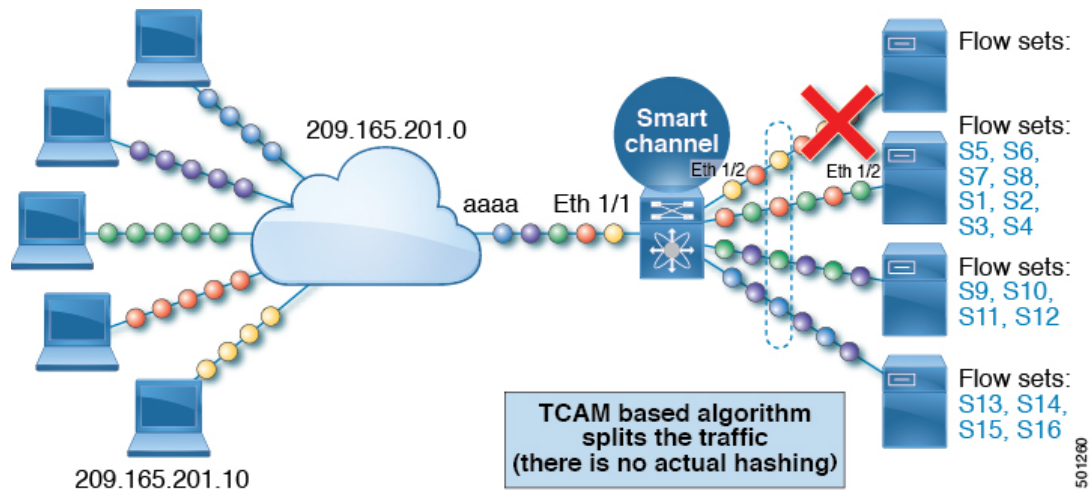 Flow sets:
209.165.201.0
Smart
channel
Flow sets:
S5, S6,
S7, S8,
S1, S2,
S3, S4
Eth 1/2
Eth 1/2
aaaa
Eth 1/1
Flow sets:
S9, S10,
S11, S12
Flow sets:
S13, S14,
S15, S16
TCAM based algorithm
splits the traffic
(there is no actual hashing)
209.165.201.10
501260